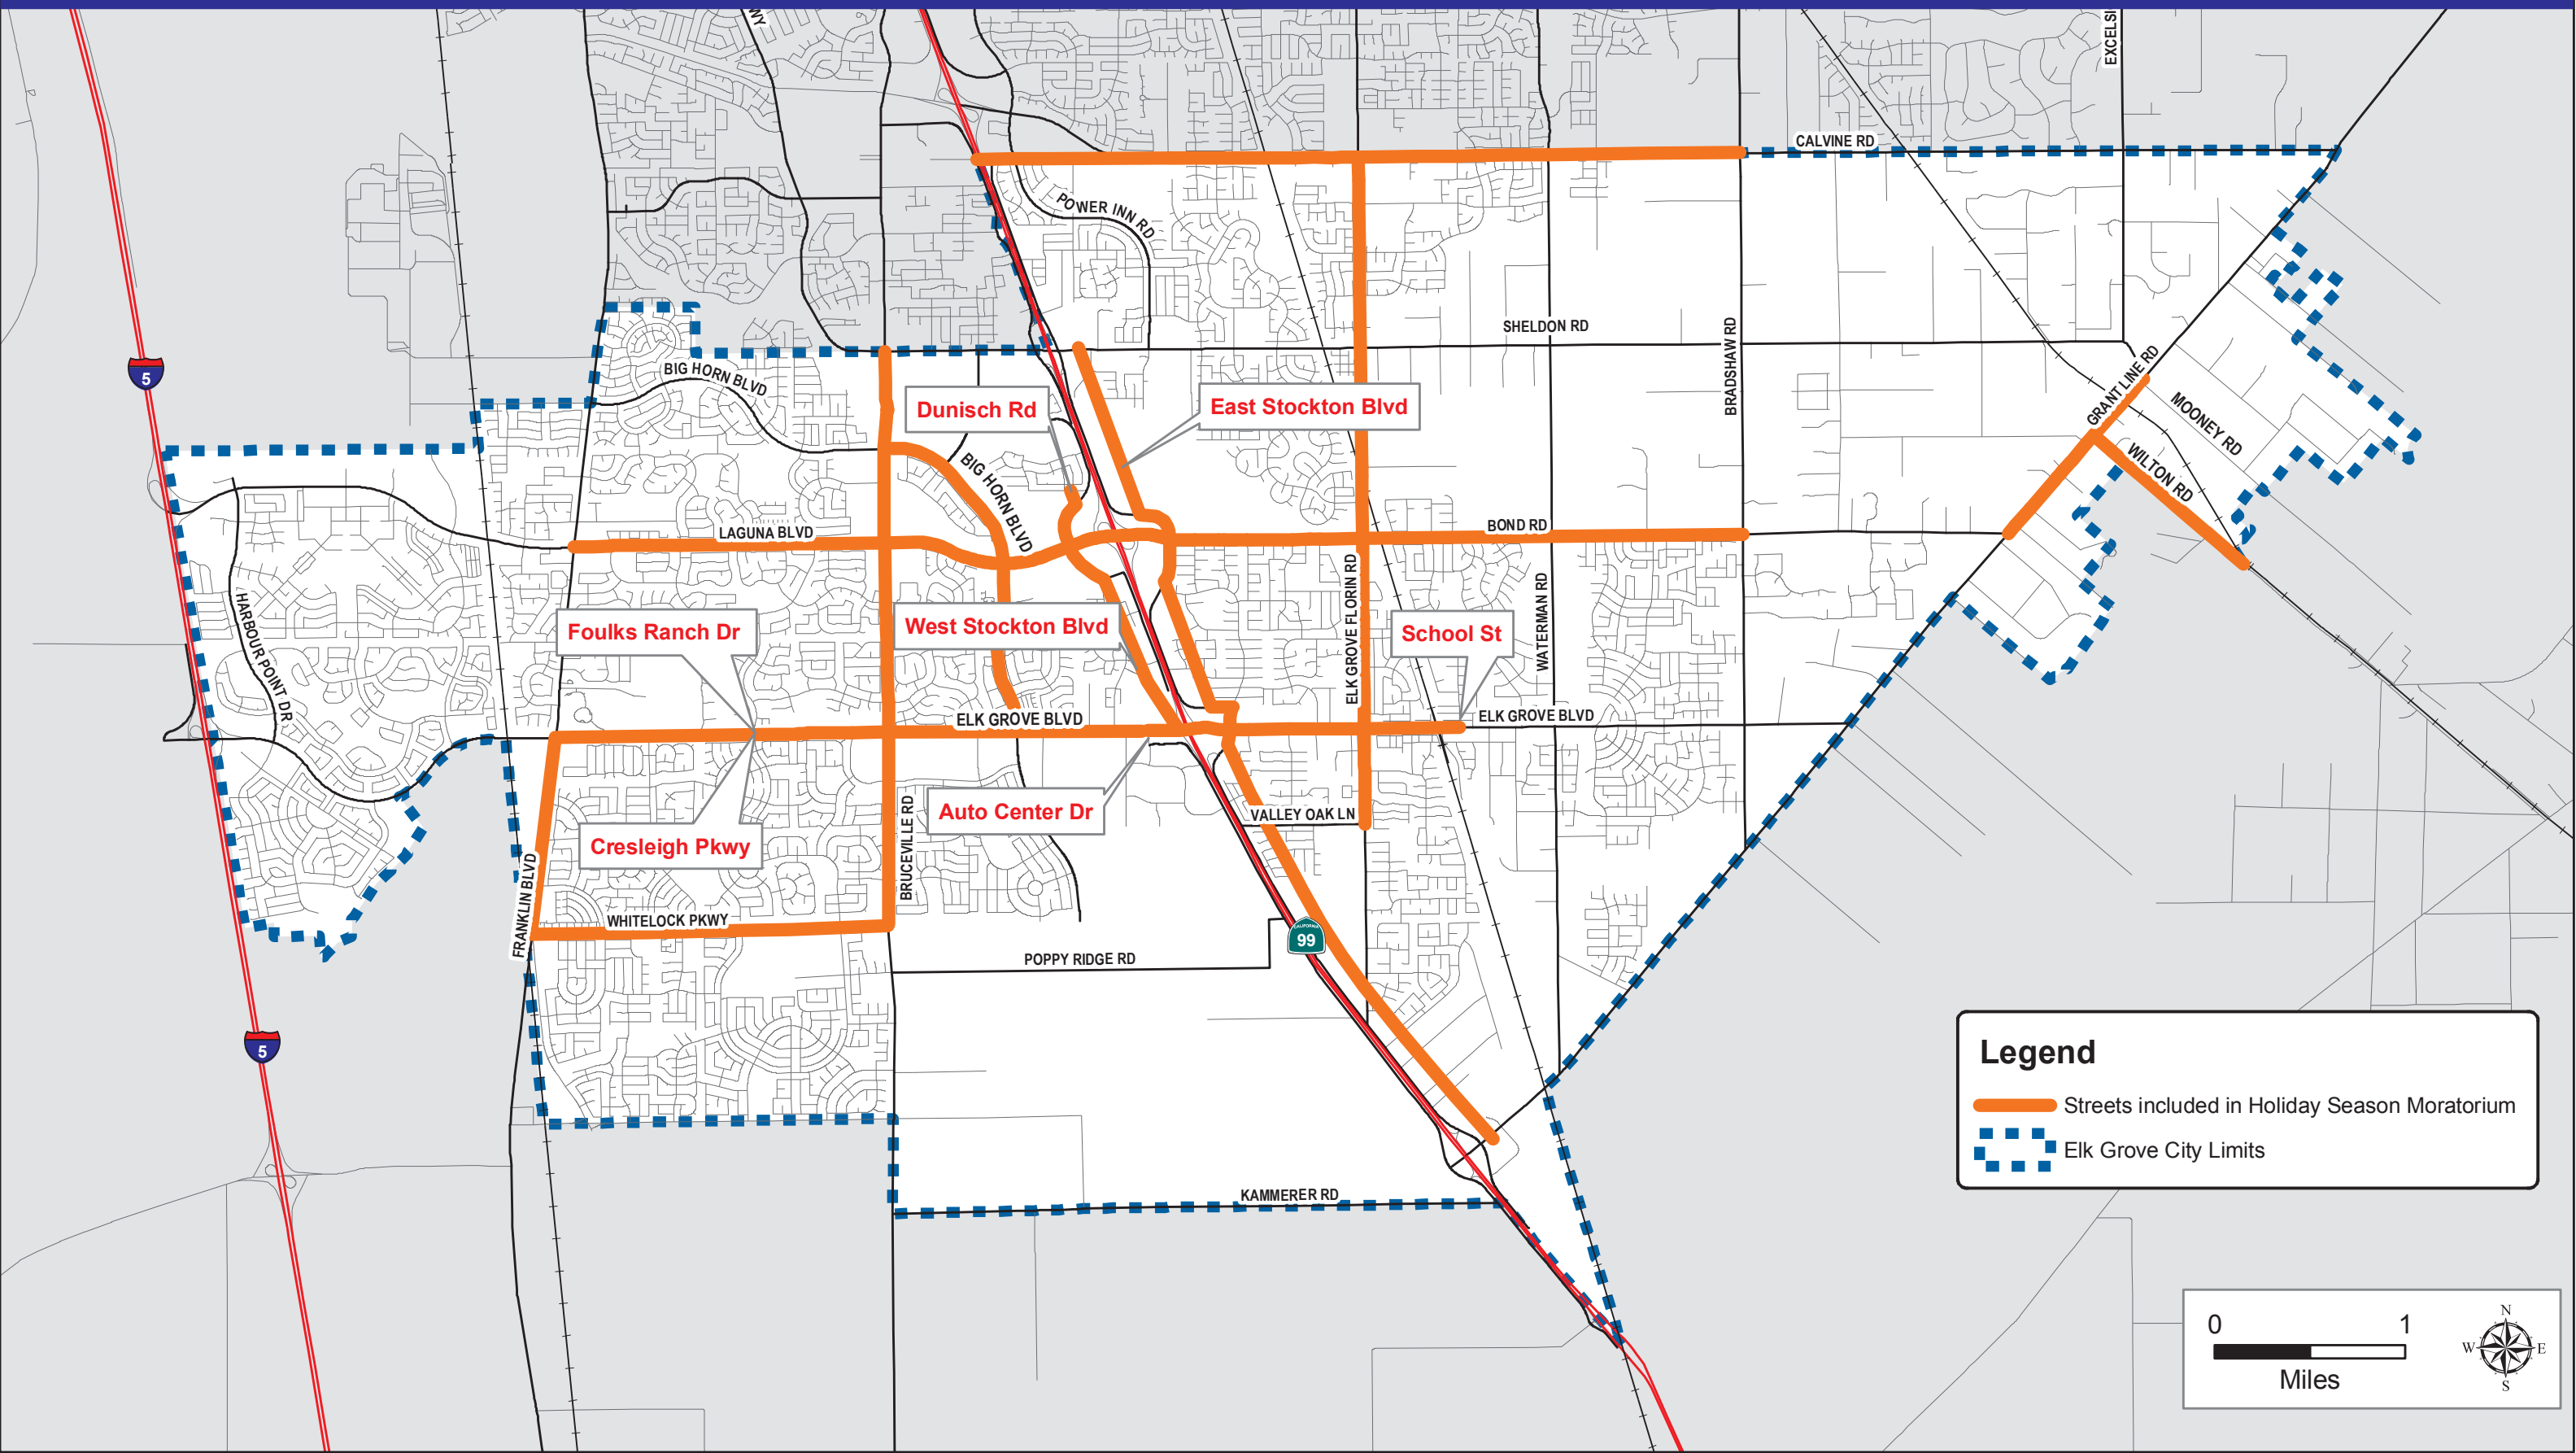 WY
EXCELSI
CALVINE RD
POWER INN RD
SHELDON RD
BRADSHAW RD
5
BIG HORN BLVD
Dunisch Rd
East Stockton Blvd
GRANT LINE RD
MOONEY RD
WILTON RD
BIG HORN BLVD
LAGUNA BLVD
BOND RD
HARBOUR POINT DR
Foulks Ranch Dr
West Stockton Blvd
ELK GROVE FLORIN RD
School St
WATERMAN RD
ELK GROVE BLVD
ELK GROVE BLVD
Cresleigh Pkwy
BRUCEVILLE RD
Auto Center Dr
VALLEY OAK LN
FRANKLIN BLVD
WHITELOCK PKWY
CALIFORNIA
99
POPPY RIDGE RD
5
KAMMERER RD
Legend
Streets included in Holiday Season Moratorium
Elk Grove City Limits
0 1
Miles
N
W E
S